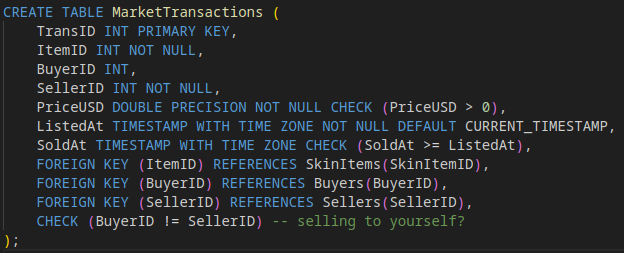 CREATE TABLE MarketTransactions (
    TransID INT PRIMARY KEY,
    ItemID INT NOT NULL,
    BuyerID INT,
    SellerID INT NOT NULL,
    PriceUSD DOUBLE PRECISION NOT NULL CHECK (PriceUSD > 0),
    ListedAt TIMESTAMP WITH TIME ZONE NOT NULL DEFAULT CURRENT_TIMESTAMP,
    SoldAt TIMESTAMP WITH TIME ZONE CHECK (SoldAt >= ListedAt),
    FOREIGN KEY (ItemID) REFERENCES SkinItems(SkinItemID),
    FOREIGN KEY (BuyerID) REFERENCES Buyers(BuyerID),
    FOREIGN KEY (SellerID) REFERENCES Sellers(SellerID),
    CHECK (BuyerID != SellerID) -- selling to yourself?
);